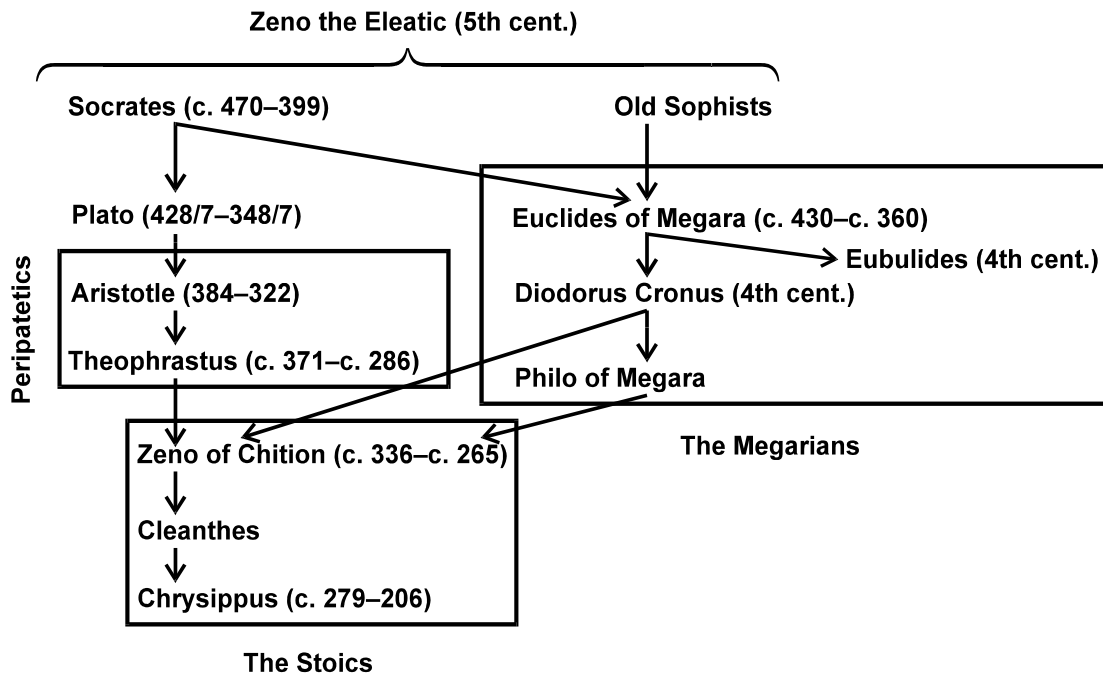 Zeno the Eleatic (5th cent.)
Socrates (c. 470–399)
Old Sophists
Plato (428/7–348/7)
Euclides of Megara (c. 430–c. 360)
Eubulides (4th cent.)
Peripatetics
Aristotle (384–322)
Diodorus Cronus (4th cent.)
Theophrastus (c. 371–c. 286)
Philo of Megara
The Megarians
Zeno of Chition (c. 336–c. 265)
Cleanthes
Chrysippus (c. 279–206)
The Stoics